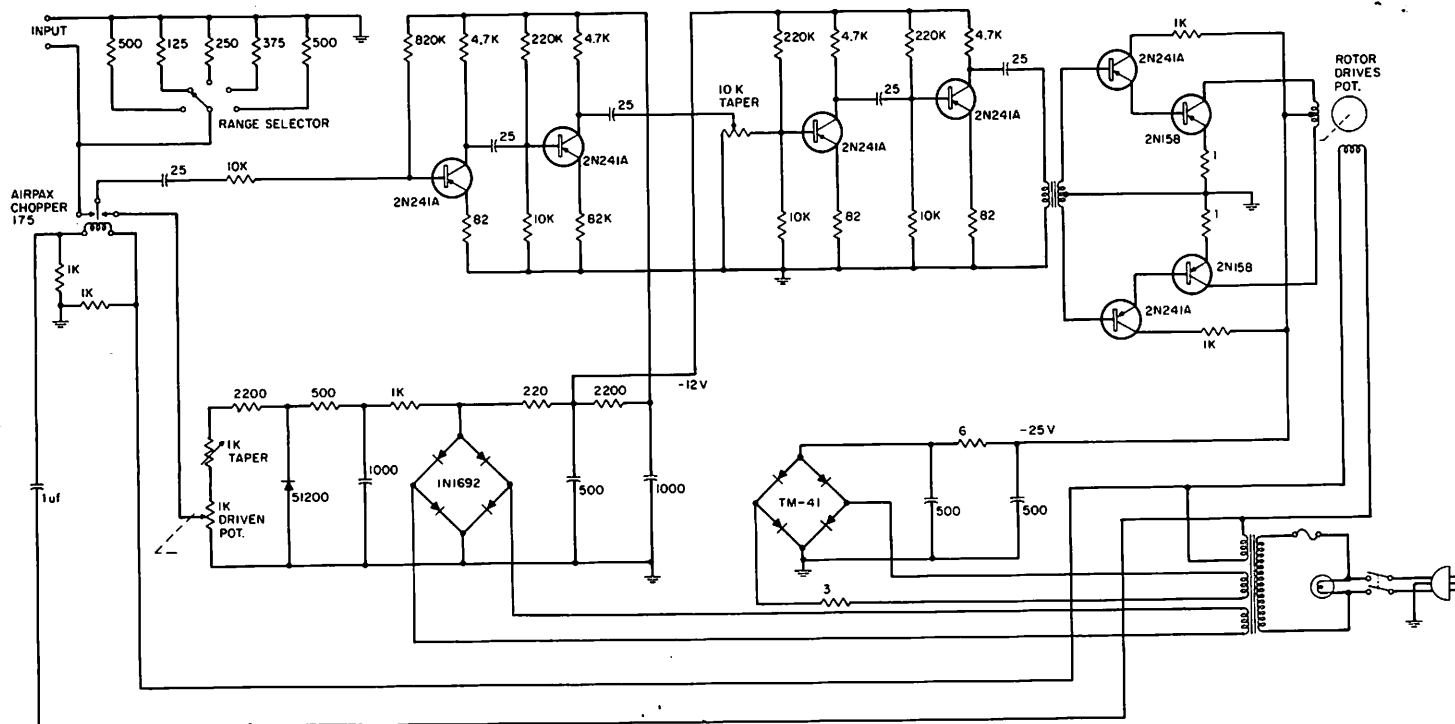 INPUT
500
125
250
375
500
RANGE SELECTOR
820K
4.7K
220K
4.7K
25
25
2N241A
2N241A
82
10K
82K
25
10K
AIRPAX
CHOPPER
175
1K
1K
10 K
TAPER
220K
4.7K
220K
4.7K
25
25
2N241A
2N241A
10K
82
10K
82
1K
2N241A
2N158
1
1
2N158
2N241A
1K
ROTOR
DRIVES
POT.
-12V
2200
500
1K
220
2200
1K
TAPER
1K
DRIVEN
POT.
51200
1000
1N1692
500
1000
1uf
6
-25V
TM-41
500
500
3